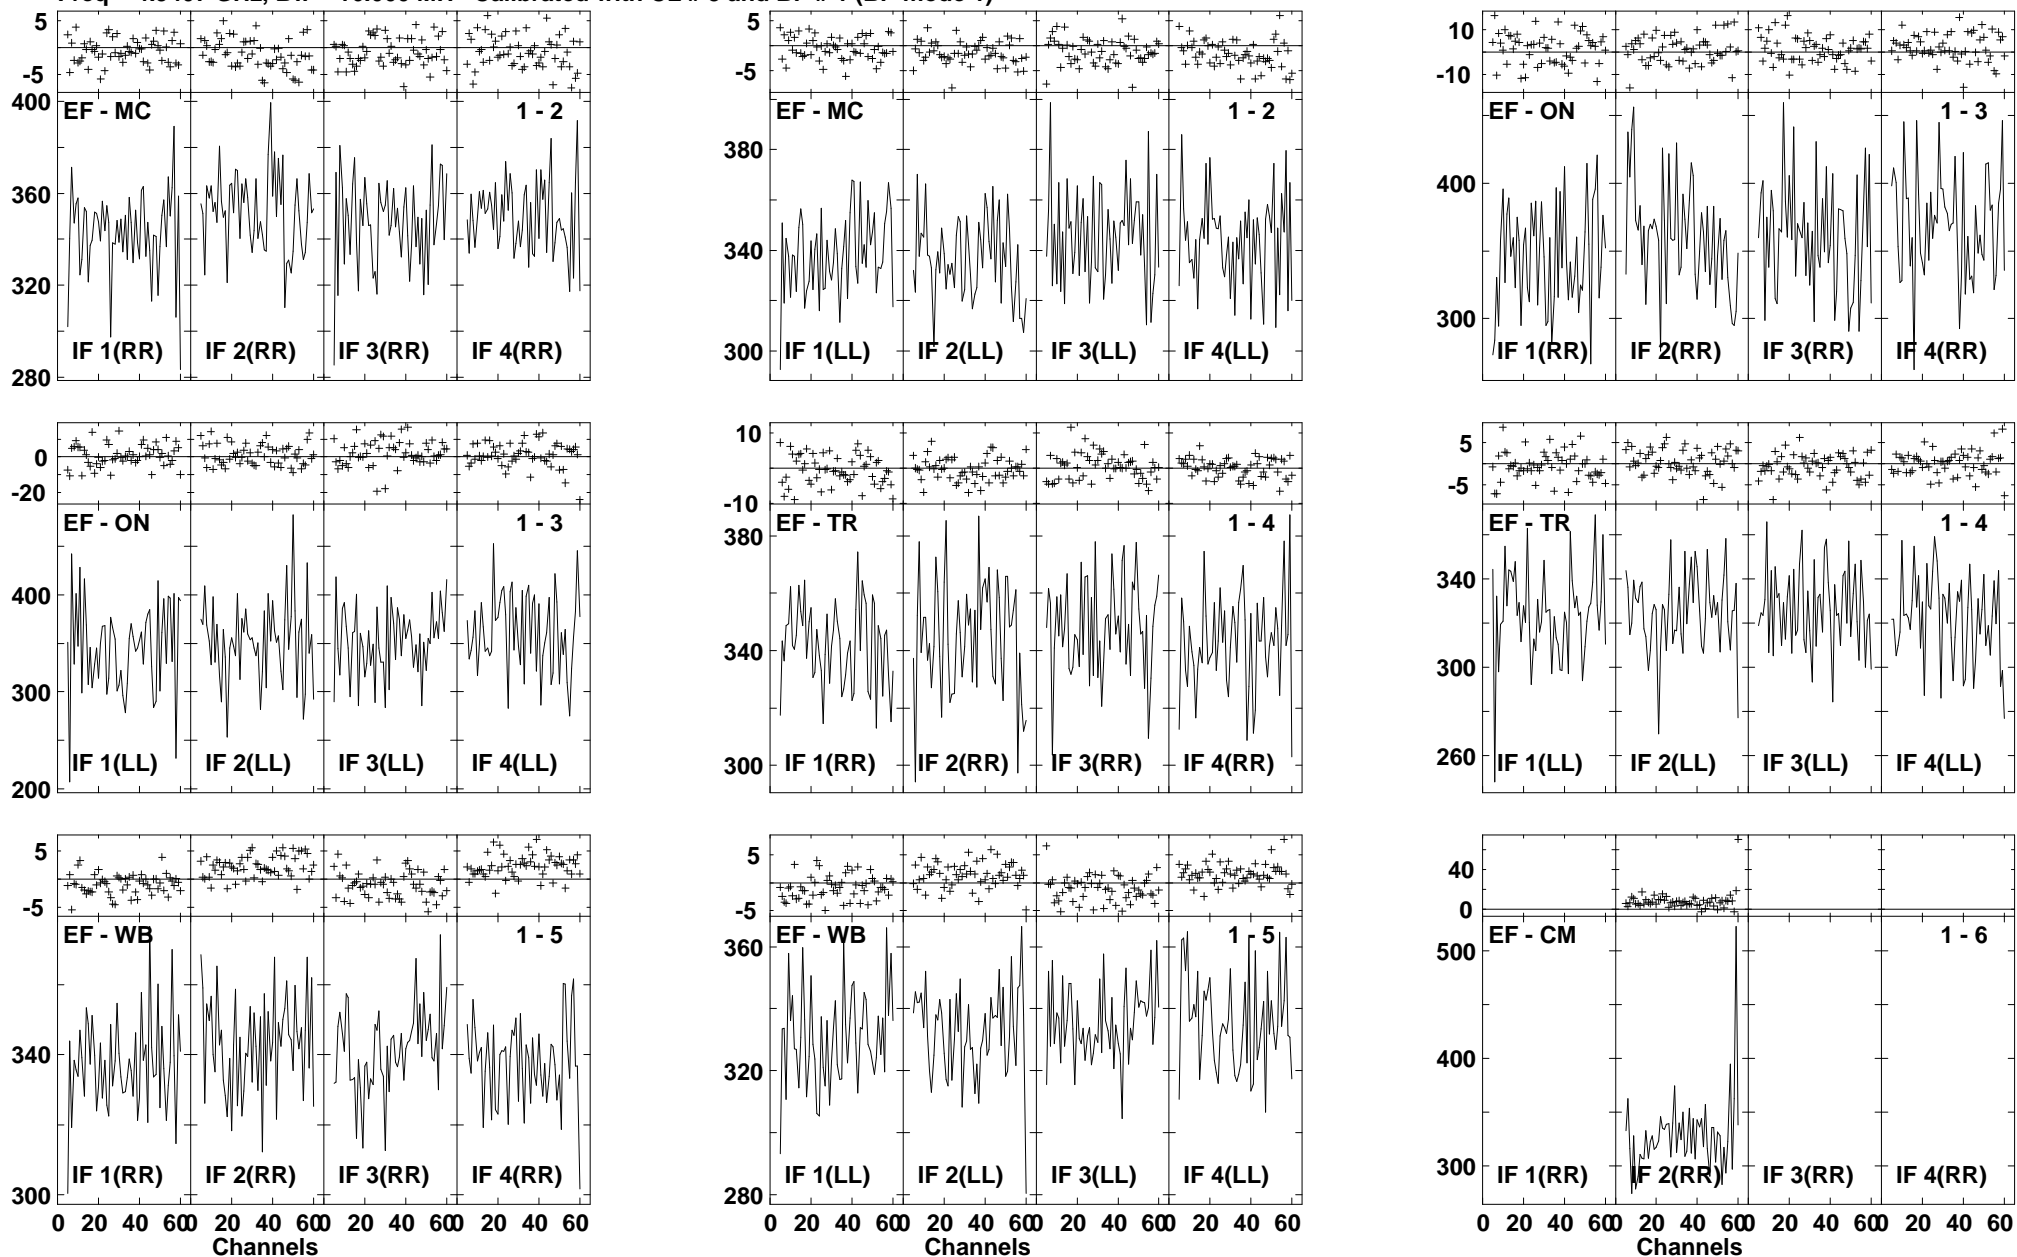 5 5 10
-5 -5 -10
400 EF - MC 1 - 2 EF - MC 1 - 2 EF - ON 1 - 3
380
360 400
340
320 300
300
280 IF 1(RR) IF 2(RR) IF 3(RR) IF 4(RR) IF 1(LL) IF 2(LL) IF 3(LL) IF 4(LL) IF 1(RR) IF 2(RR) IF 3(RR) IF 4(RR)
0 10 5
-20 -10 -5
EF - ON 1 - 3 EF - TR 1 - 4 EF - TR 1 - 4
400 380 340
300 340 300
200 300 260
IF 1(LL) IF 2(LL) IF 3(LL) IF 4(LL) IF 1(RR) IF 2(RR) IF 3(RR) IF 4(RR) IF 1(LL) IF 2(LL) IF 3(LL) IF 4(LL)
5 5 40
-5 -5 0
EF - WB 1 - 5 EF - WB 1 - 5 EF - CM 1 - 6
340 360 500
300 320 400
280 300
IF 1(RR) IF 2(RR) IF 3(RR) IF 4(RR) IF 1(LL) IF 2(LL) IF 3(LL) IF 4(LL) IF 1(RR) IF 2(RR) IF 3(RR) IF 4(RR)
0 20 40 60 0 20 40 60 0 20 40 60 0 20 40 60 0 20 40 60 0 20 40 60 0 20 40 60 0 20 40 60 0 20 40 60 0 20 40 60 0 20 40 60 0 20 40 60
Channels Channels Channels